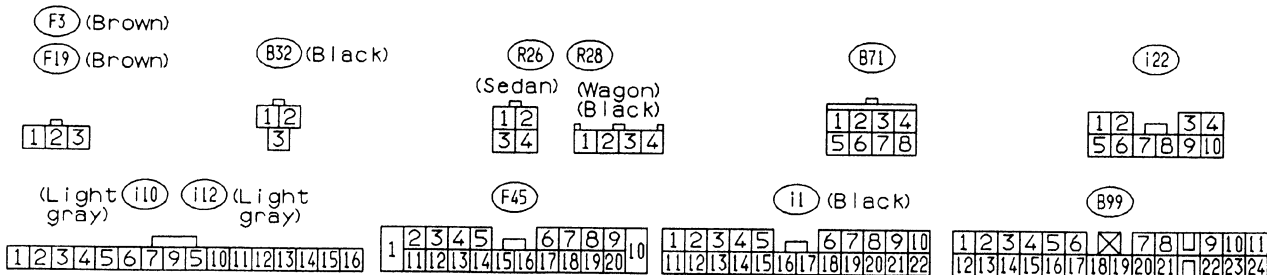 F3 (Brown)
F19 (Brown) B32 (Black) R26 R28 B71 i22
(Sedan) (Wagon)
(Black)
1 2 1 2 1 2 3 4 1 2 3 4
1 2 3 3 3 4 1 2 3 4 5 6 7 8 5 6 7 8 9 10
(Light gray) i10 i12 (Light gray) F45 i1 (Black) B99
1 2 3 4 5 6 7 9 5 10 11 12 13 14 15 16
1 2 3 4 5 6 7 8 9 10
11 12 13 14 15 16 17 18 19 20
1 2 3 4 5 6 7 8 9 10
11 12 13 14 15 16 17 18 19 20 21 22
1 2 3 4 5 6 7 8 9 10 11
12 13 14 15 16 17 18 19 20 21 22 23 24